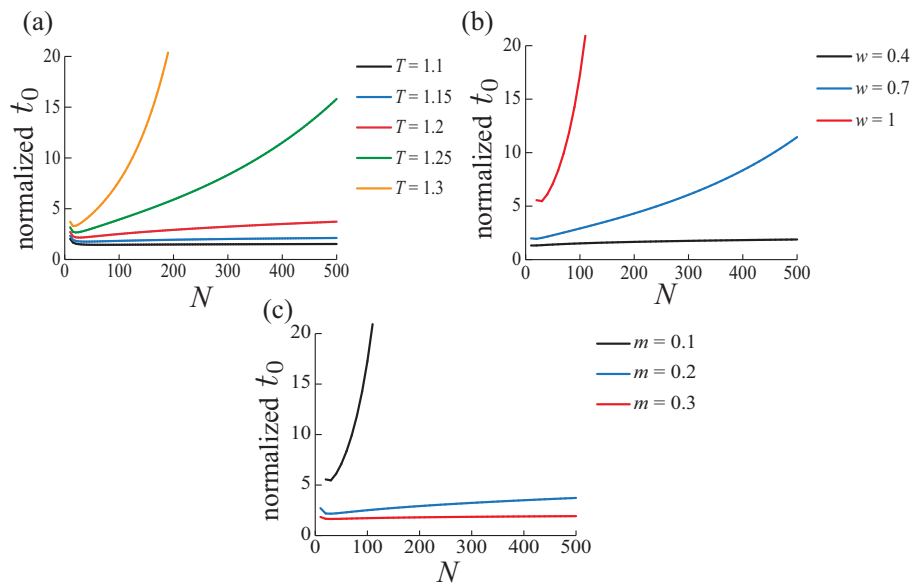 (a)
20
15
10
5
0
0
100
200
300
400
500
normalized t₀
N
T = 1.1
T = 1.15
T = 1.2
T = 1.25
T = 1.3
(b)
20
15
10
5
0
0
100
200
300
400
500
normalized t₀
N
w = 0.4
w = 0.7
w = 1
(c)
20
15
10
5
0
0
100
200
300
400
500
normalized t₀
N
m = 0.1
m = 0.2
m = 0.3